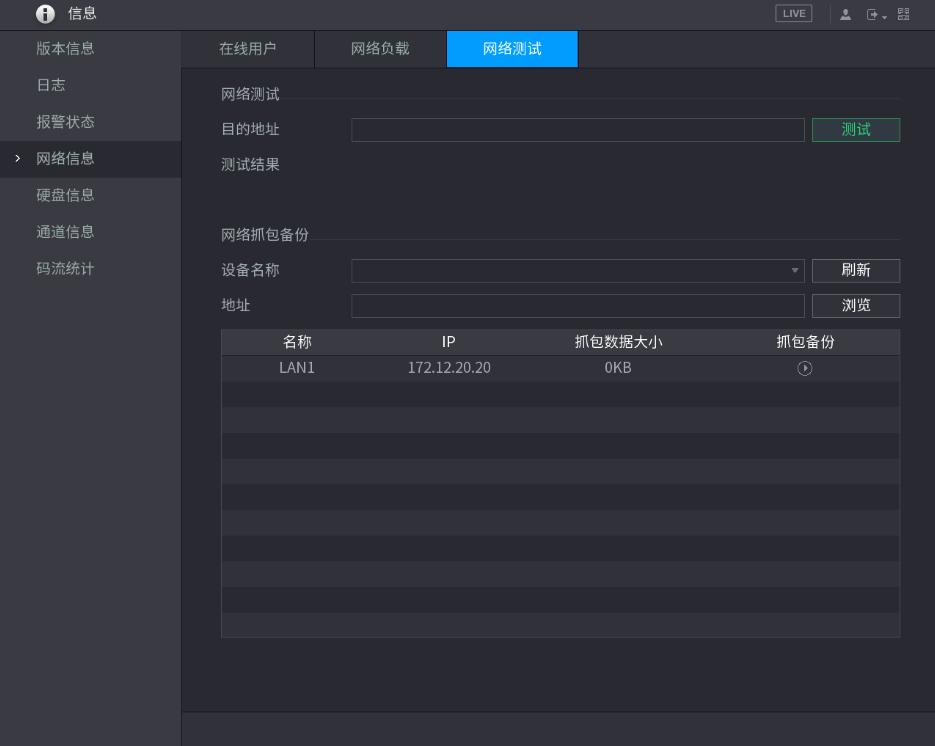 信息
LIVE
版本信息
日志
报警状态
网络信息
硬盘信息
通道信息
码流统计
在线用户 网络负载 网络测试
网络测试
目的地址 测试
测试结果
网络抓包备份
设备名称 刷新
地址 浏览
名称 IP 抓包数据大小 抓包备份
LAN1 172.12.20.20 0KB